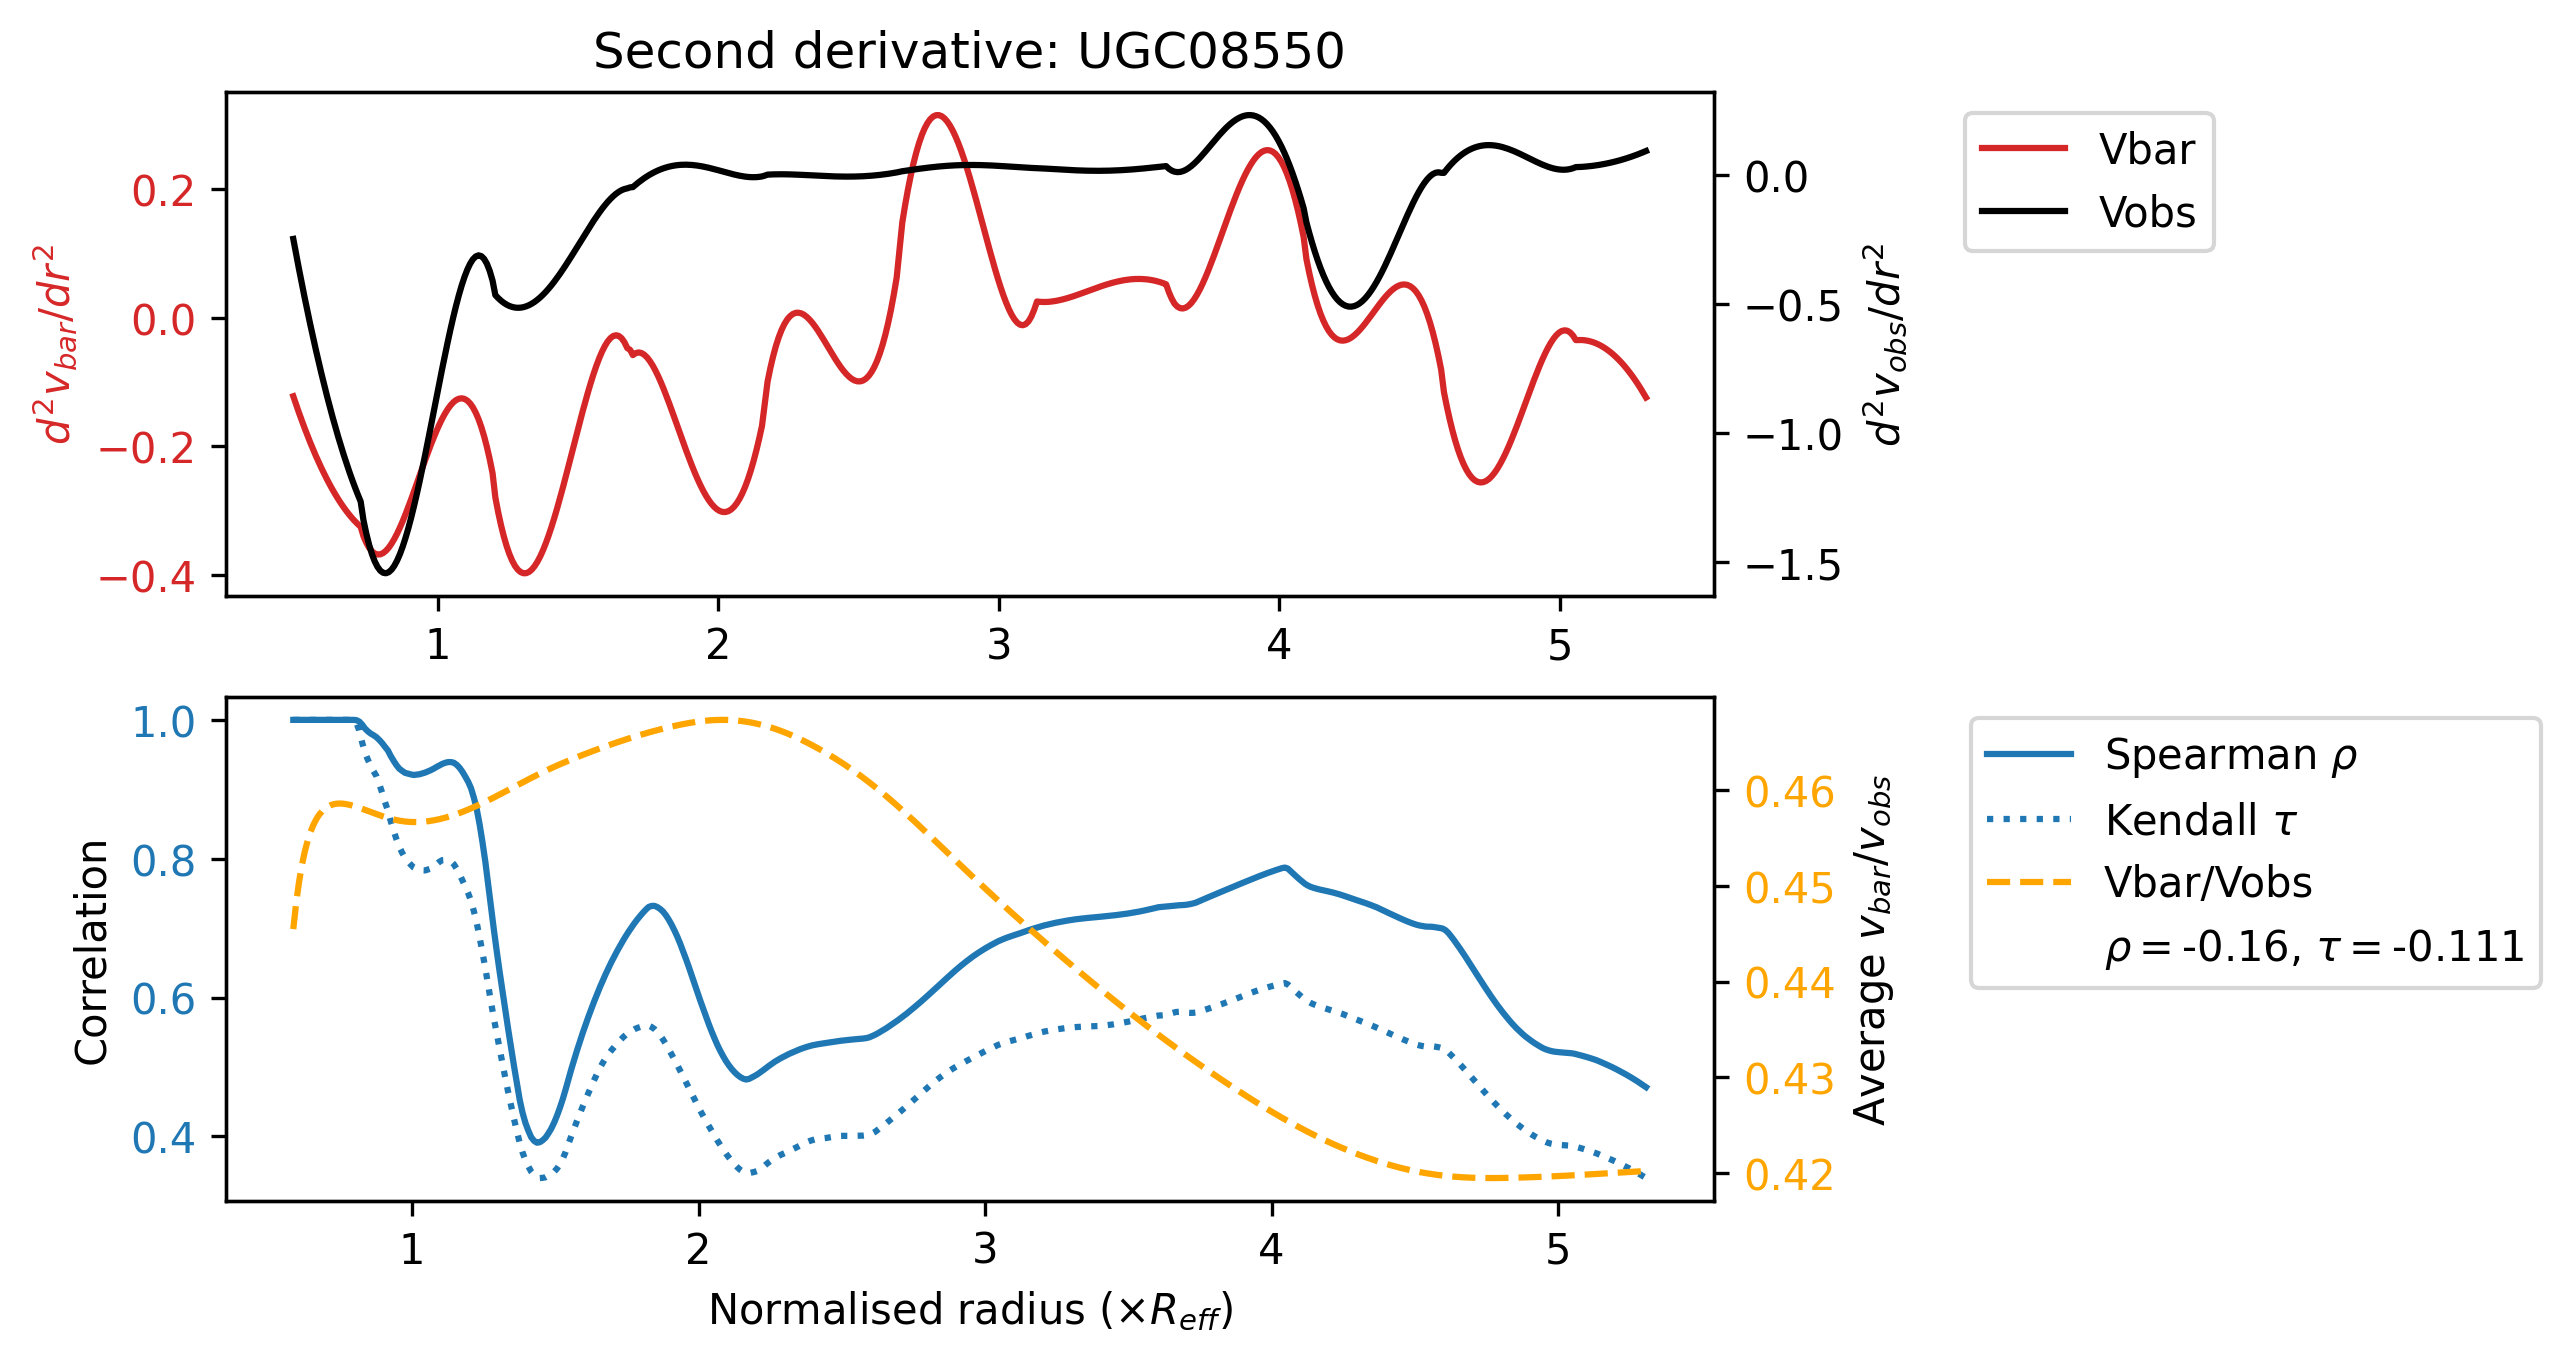 Second derivative: UGC08550
d²v_bar/dr²
0.2
0.0
−0.2
−0.4
1
2
3
4
5
0.0
−0.5
−1.0
−1.5
d²v_obs/dr²
Vbar
Vobs
Correlation
1.0
0.8
0.6
0.4
1
2
3
4
5
Normalised radius (×R_eff)
0.46
0.45
0.44
0.43
0.42
Average v_bar/v_obs
Spearman ρ
Kendall τ
Vbar/Vobs
ρ = -0.16, τ = -0.111